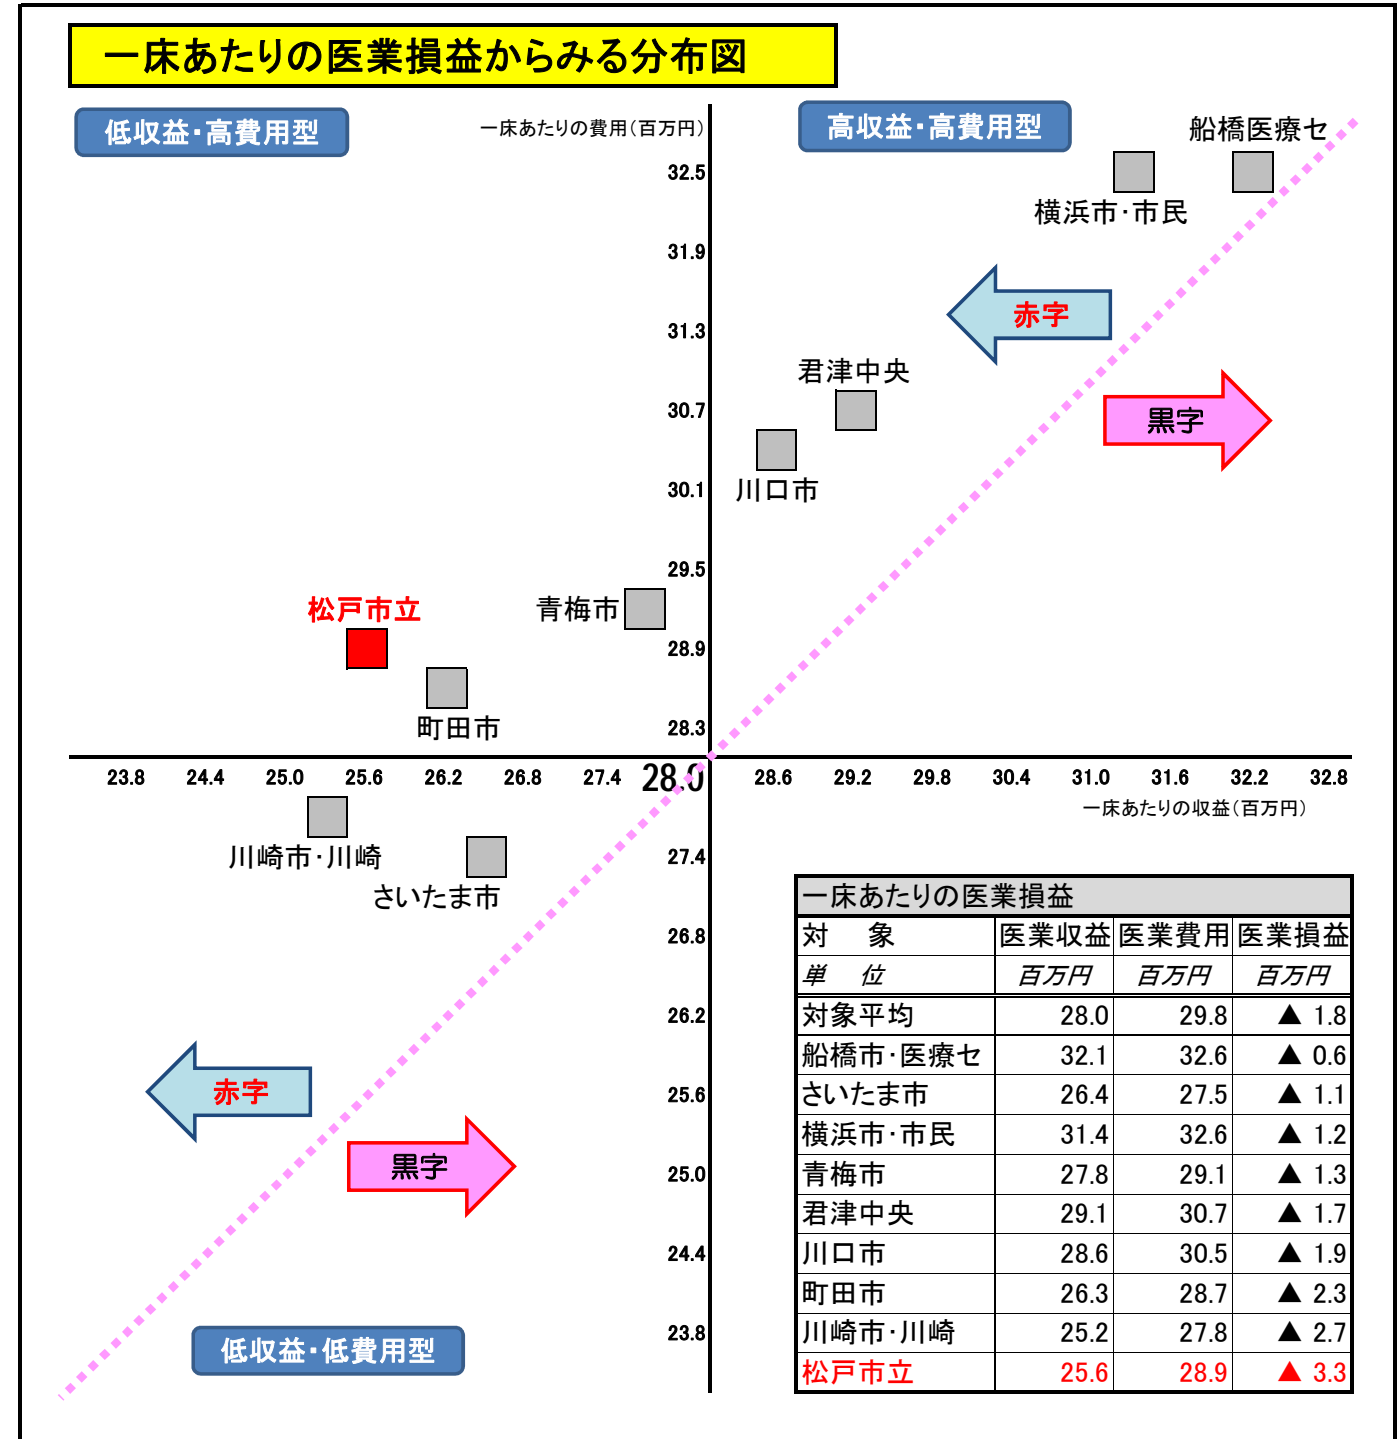 一床あたりの医業損益からみる分布図
低収益・高費用型
一床あたりの費用(百万円)
高収益・高費用型
船橋医療セ
32.5
横浜市・市民
31.9
赤字
31.3
君津中央
30.7
黒字
30.1
川口市
29.5
松戸市立
青梅市
28.9
町田市
28.3
23.8 24.4 25.0 25.6 26.2 26.8 27.4 28.0 28.6 29.2 29.8 30.4 31.0 31.6 32.2 32.8
一床あたりの収益(百万円)
川崎市・川崎
27.4
さいたま市
26.8
26.2
25.6
赤字
黒字
25.0
24.4
23.8
低収益・低費用型
一床あたりの医業損益
対 象 医業収益 医業費用 医業損益
単 位 百万円 百万円 百万円
対象平均 28.0 29.8 ▲ 1.8
船橋市・医療セ 32.1 32.6 ▲ 0.6
さいたま市 26.4 27.5 ▲ 1.1
横浜市・市民 31.4 32.6 ▲ 1.2
青梅市 27.8 29.1 ▲ 1.3
君津中央 29.1 30.7 ▲ 1.7
川口市 28.6 30.5 ▲ 1.9
町田市 26.3 28.7 ▲ 2.3
川崎市・川崎 25.2 27.8 ▲ 2.7
松戸市立 25.6 28.9 ▲ 3.3